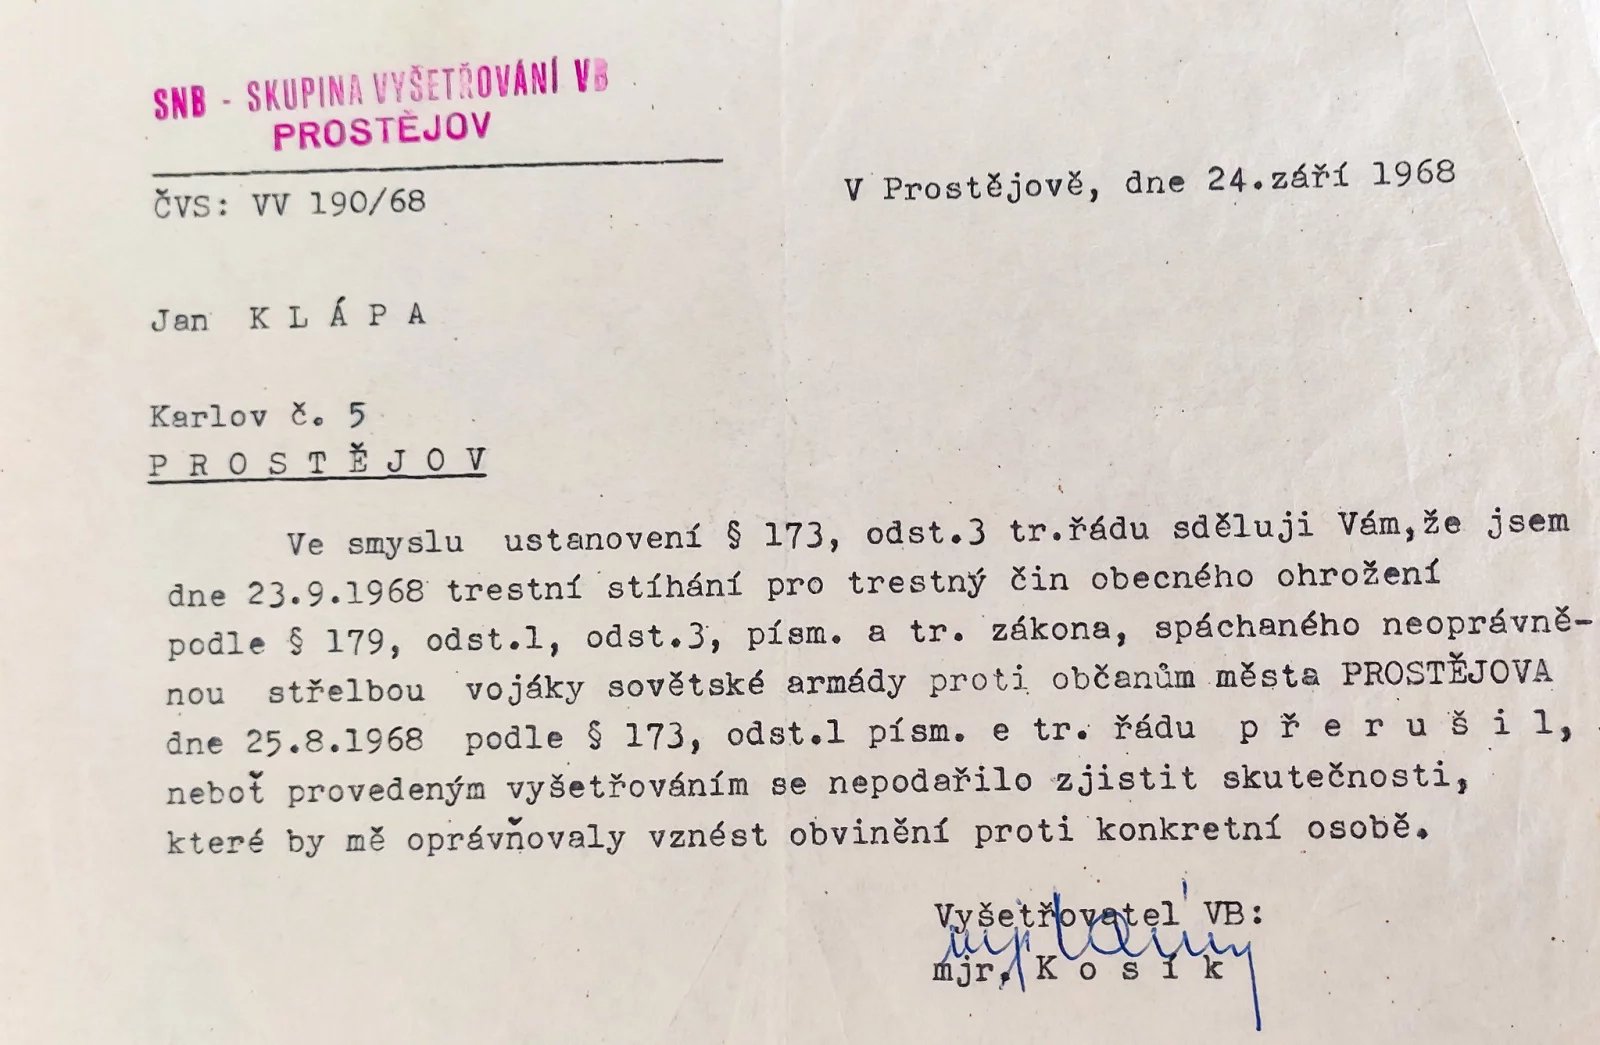 SNB - SKUPINA VYŠETŘOVÁNÍ VB
PROSTĚJOV
ČVS: VV 190/68
V Prostějově, dne 24.září 1968
Jan K L Á P A
Karlov č. 5
P R O S T Ě J O V
Ve smyslu ustanovení § 173, odst.3 tr.řádu sděluji Vám,že jsem
dne 23.9.1968 trestní stíhání pro trestný čin obecného ohrožení
podle § 179, odst.1, odst.3, písm. a tr. zákona, spáchaného neoprávně-
nou střelbou vojáky sovětské armády proti občanům města PROSTĚJOVA
dne 25.8.1968 podle § 173, odst.1 písm. e tr. řádu p ř e r u š i l,
neboť provedeným vyšetřováním se nepodařilo zjistit skutečnosti,
které by mě oprávňovaly vznést obvinění proti konkretní osobě.
Vyšetřovatel VB:
mjr. K o s í k